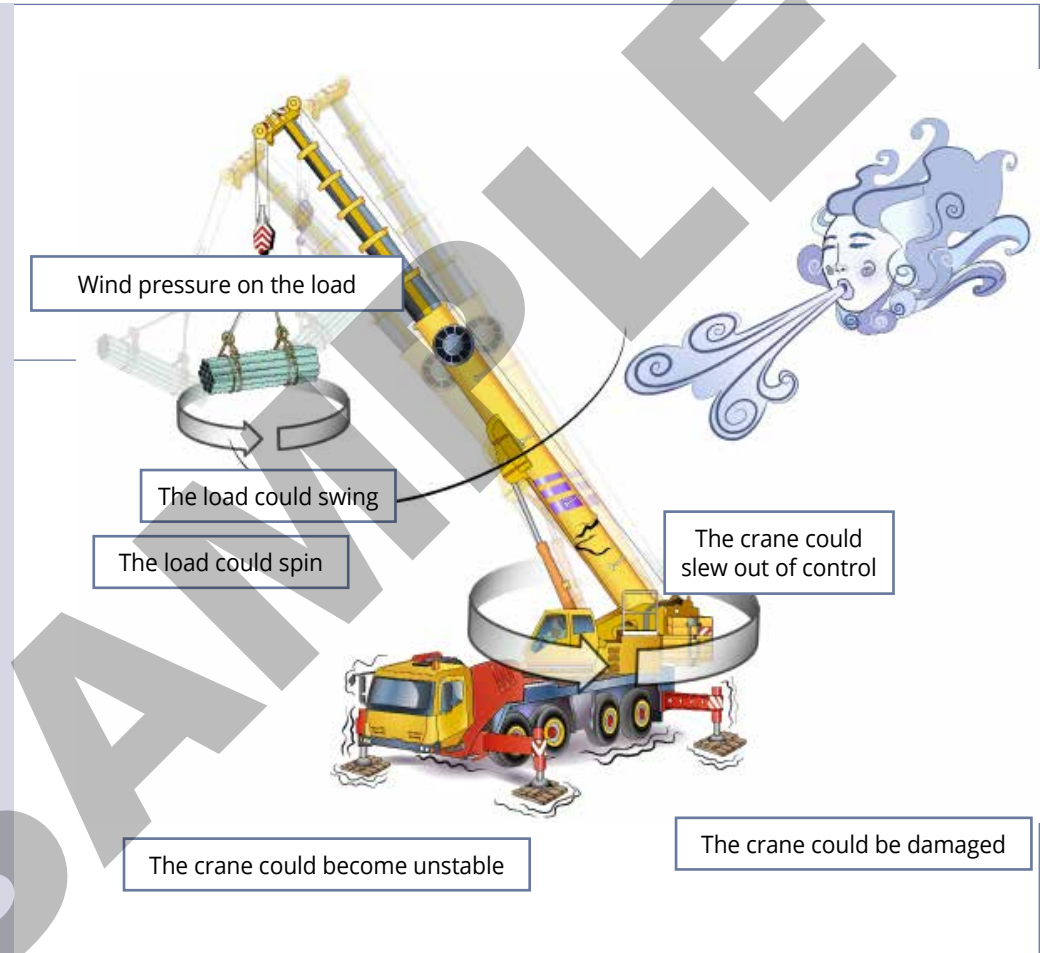 Wind pressure on the load
The load could swing
The load could spin
The crane could
slew out of control
The crane could become unstable
The crane could be damaged
SAMPLE